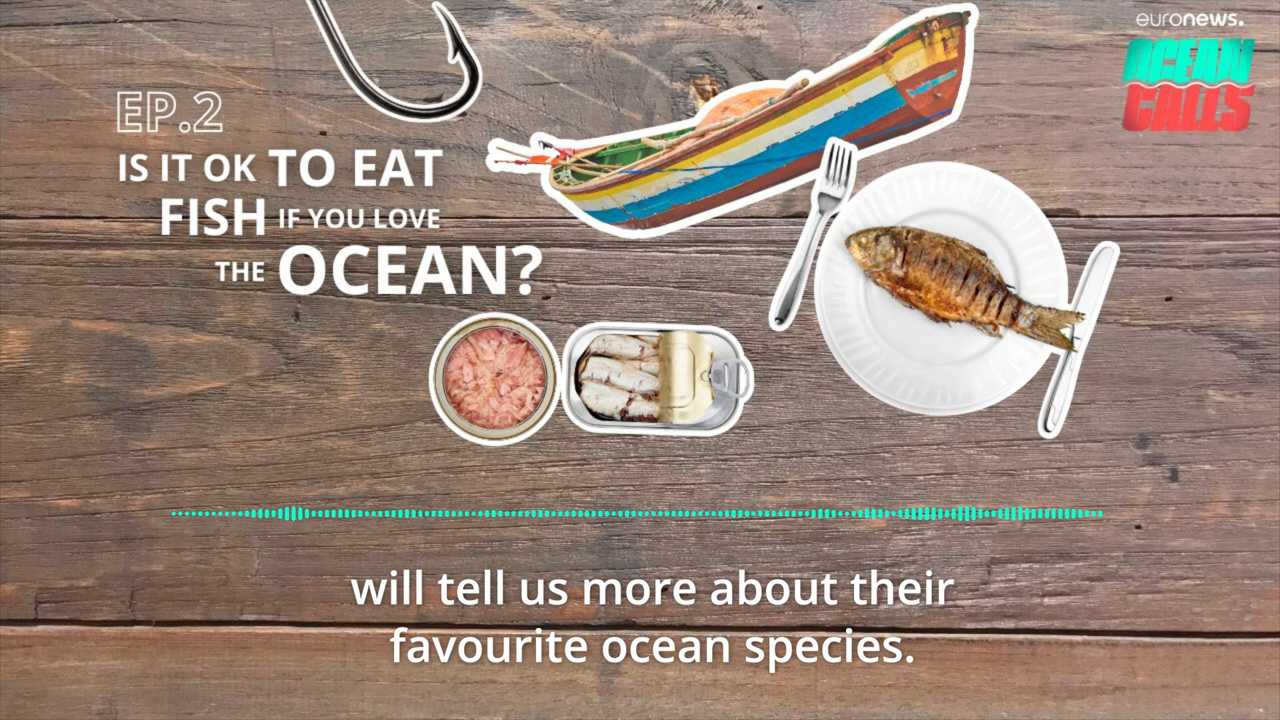 euronews.
OCEAN
CALLS
EP.2
IS IT OK TO EAT
FISH IF YOU LOVE
THE OCEAN?
will tell us more about their
favourite ocean species.